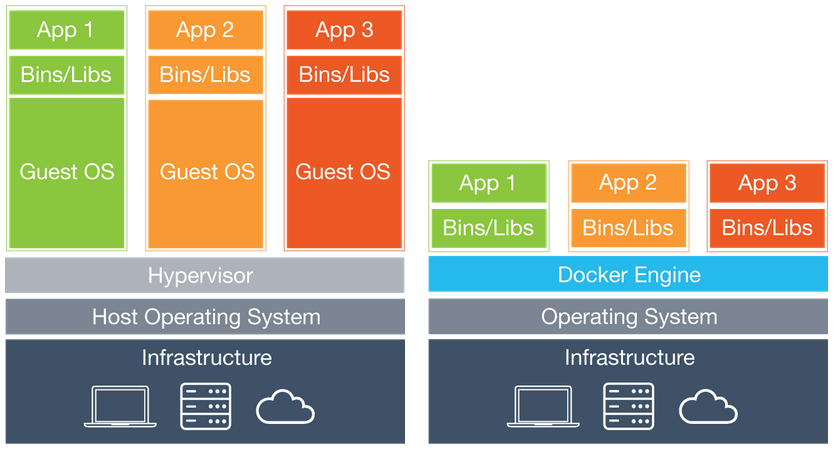 App 1
App 2
App 3
Bins/Libs
Bins/Libs
Bins/Libs
Guest OS
Guest OS
Guest OS
Hypervisor
Host Operating System
Infrastructure
App 1
App 2
App 3
Bins/Libs
Bins/Libs
Bins/Libs
Docker Engine
Operating System
Infrastructure